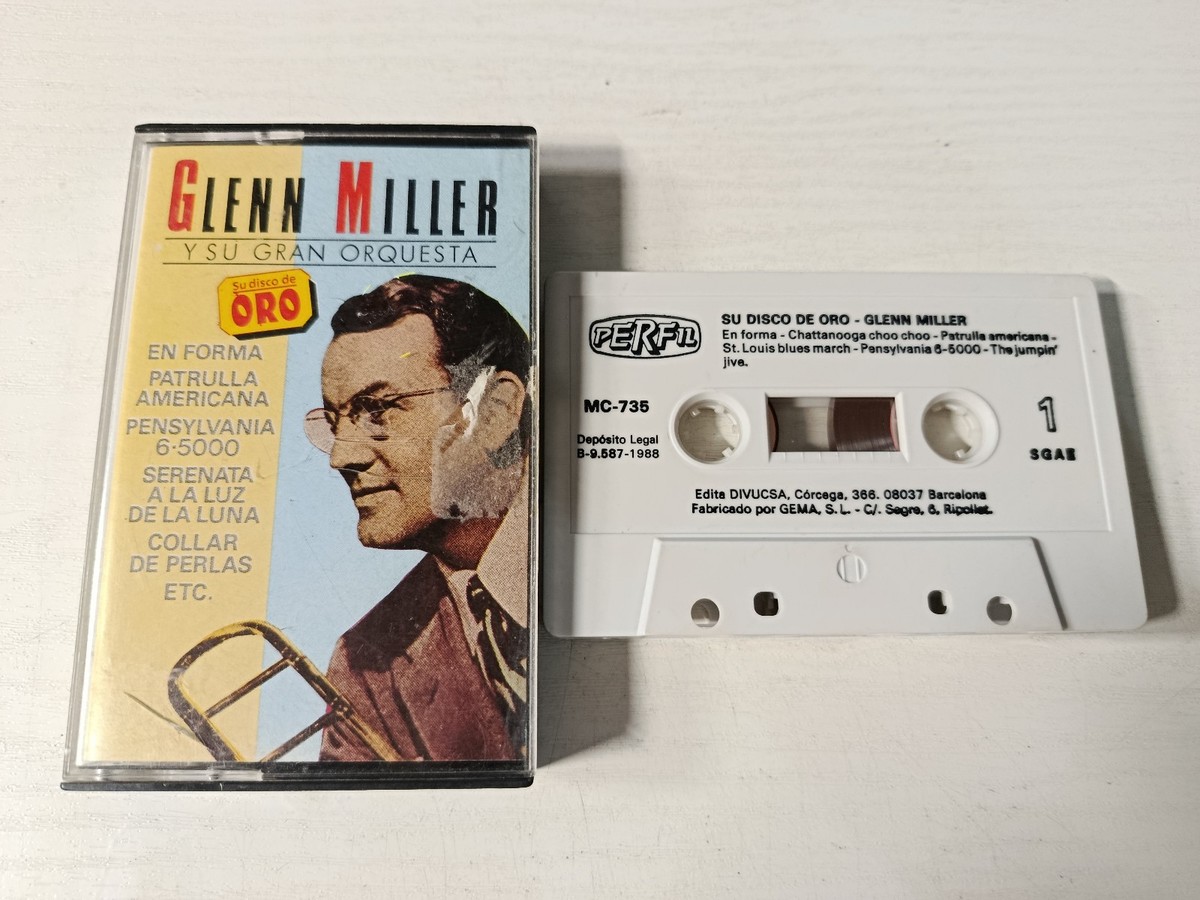 GLENN MILLER
Y SU GRAN ORQUESTA
Su disco de
ORO
EN FORMA
PATRULLA
AMERICANA
PENSYLVANIA
6-5000
SERENATA
A LA LUZ
DE LA LUNA
COLLAR
DE PERLAS
ETC.
PERFIL
SU DISCO DE ORO - GLENN MILLER
En forma - Chattanooga choo choo - Patrulla americana -
St. Louis blues march - Pensylvania 6-5000 - The jumpin'
jive.
MC-735
Depósito Legal
B-9.587-1988
1
SGAE
Edita DIVUCSA, Córcega, 366. 08037 Barcelona
Fabricado por GEMA, S.L. - C/. Segre, 6, Ripollet.